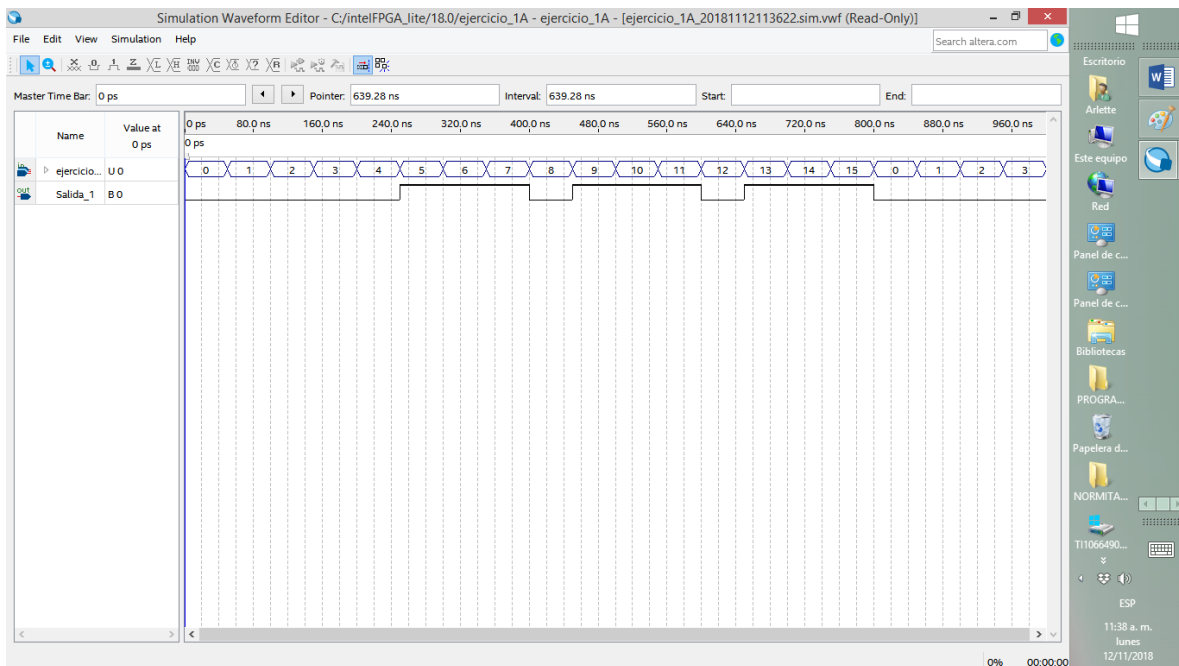 Simulation Waveform Editor - C:/intelFPGA_lite/18.0/ejercicio_1A - ejercicio_1A - [ejercicio_1A_20181112113622.sim.vwf (Read-Only)]
File Edit View Simulation Help
Search altera.com
Master Time Bar: 0 ps Pointer: 639.28 ns Interval: 639.28 ns Start: End:
Name Value at 0 ps
0 ps 80.0 ns 160.0 ns 240.0 ns 320.0 ns 400.0 ns 480.0 ns 560.0 ns 640.0 ns 720.0 ns 800.0 ns 880.0 ns 960.0 ns
0 ps
in ejercicio... U 0 0 1 2 3 4 5 6 7 8 9 10 11 12 13 14 15 0 1 2 3
out Salida_1 B 0
0% 00:00:00
Escritorio
Arlette
Este equipo
Red
Panel de c...
Panel de c...
Bibliotecas
PROGRA...
Papelera d...
NORMITA...
TI1066490...
ESP
11:38 a. m.
lunes
12/11/2018